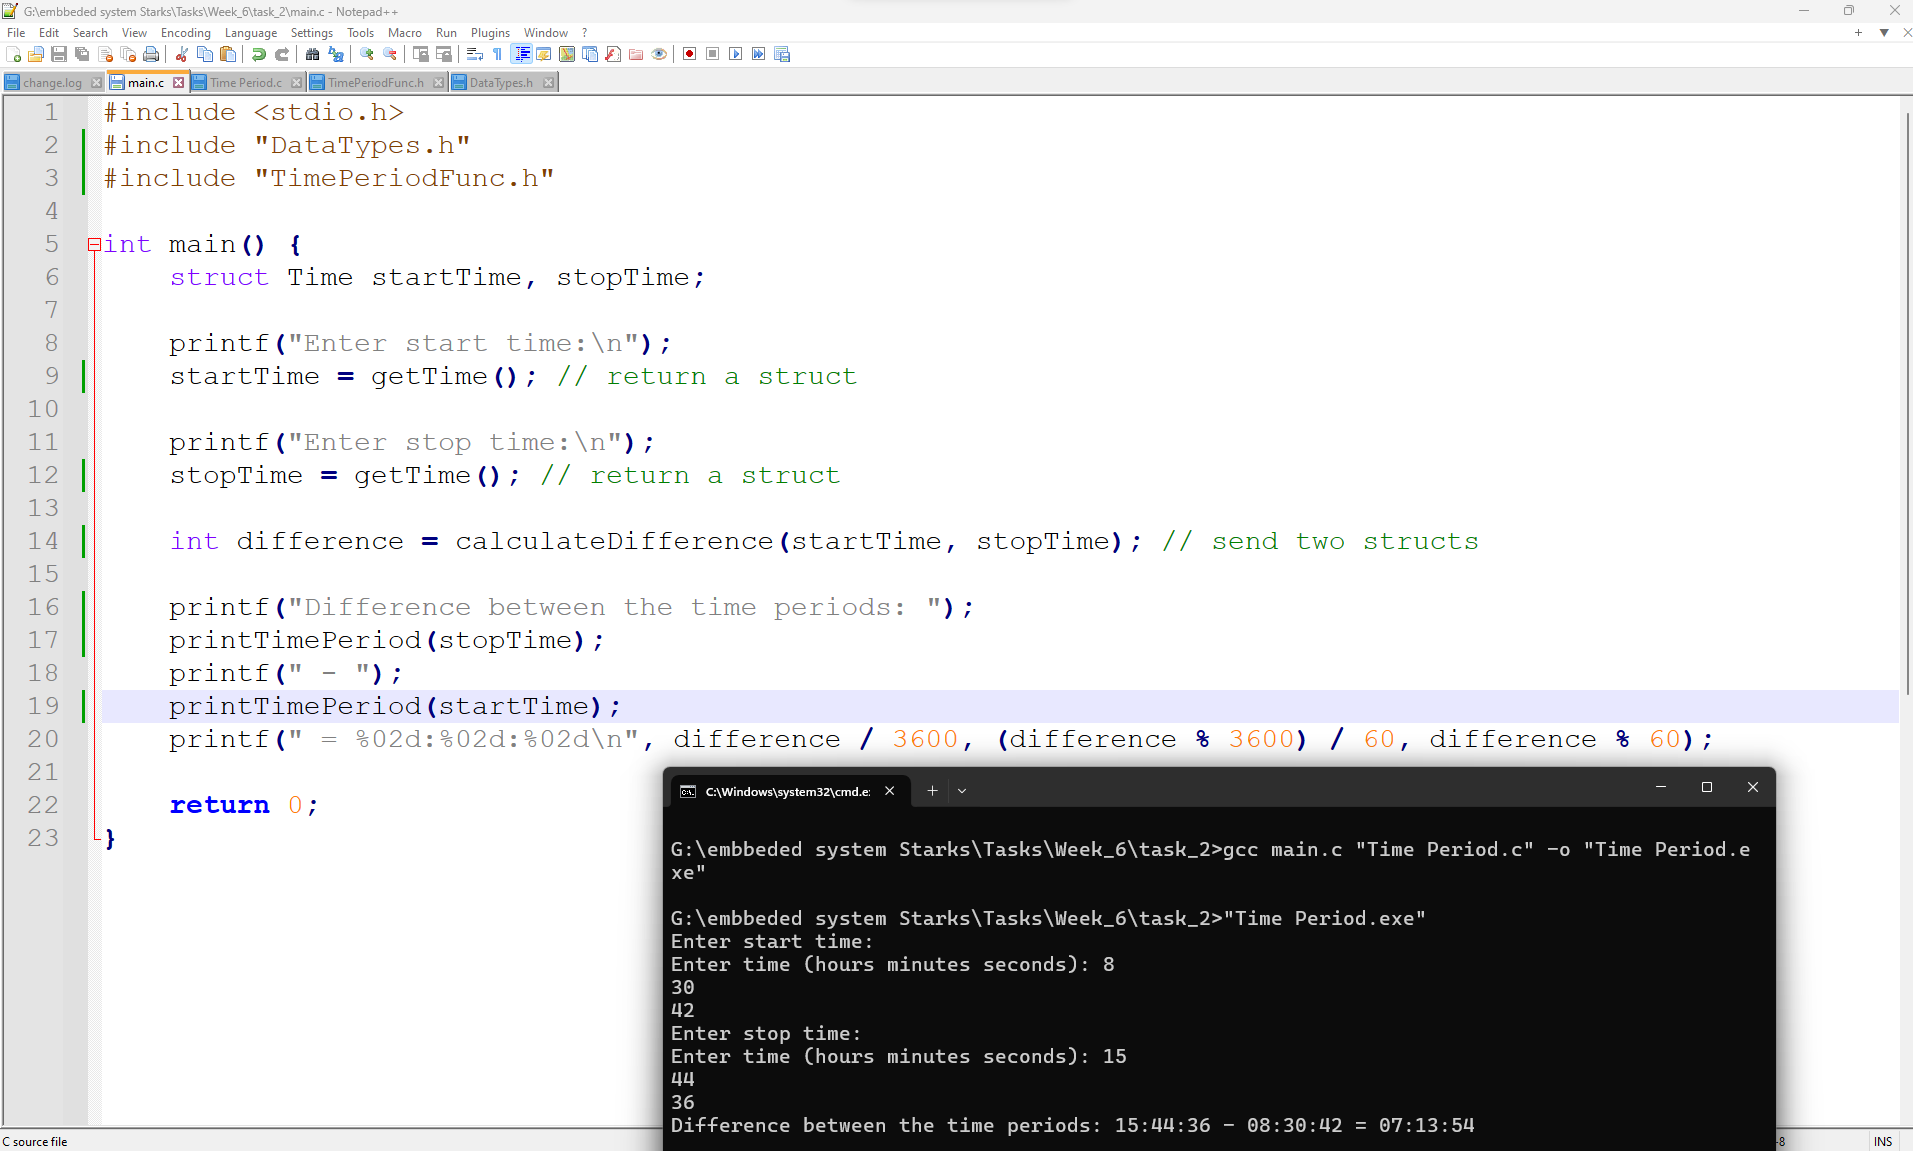 G:\embbeded system Starks\Tasks\Week_6\task_2\main.c - Notepad++
File Edit Search View Encoding Language Settings Tools Macro Run Plugins Window ?
change.log main.c Time Period.c TimePeriodFunc.h DataTypes.h
1 #include <stdio.h>
2 #include "DataTypes.h"
3 #include "TimePeriodFunc.h"
4
5 int main() {
6 struct Time startTime, stopTime;
7
8 printf("Enter start time:\n");
9 startTime = getTime(); // return a struct
10
11 printf("Enter stop time:\n");
12 stopTime = getTime(); // return a struct
13
14 int difference = calculateDifference(startTime, stopTime); // send two structs
15
16 printf("Difference between the time periods: ");
17 printTimePeriod(stopTime);
18 printf(" - ");
19 printTimePeriod(startTime);
20 printf(" = %02d:%02d:%02d\n", difference / 3600, (difference % 3600) / 60, difference % 60);
21
22 return 0;
23 }
C:\Windows\system32\cmd.e:
G:\embbeded system Starks\Tasks\Week_6\task_2>gcc main.c "Time Period.c" -o "Time Period.e
xe"
G:\embbeded system Starks\Tasks\Week_6\task_2>"Time Period.exe"
Enter start time:
Enter time (hours minutes seconds): 8
30
42
Enter stop time:
Enter time (hours minutes seconds): 15
44
36
Difference between the time periods: 15:44:36 - 08:30:42 = 07:13:54
C source file
-8 INS